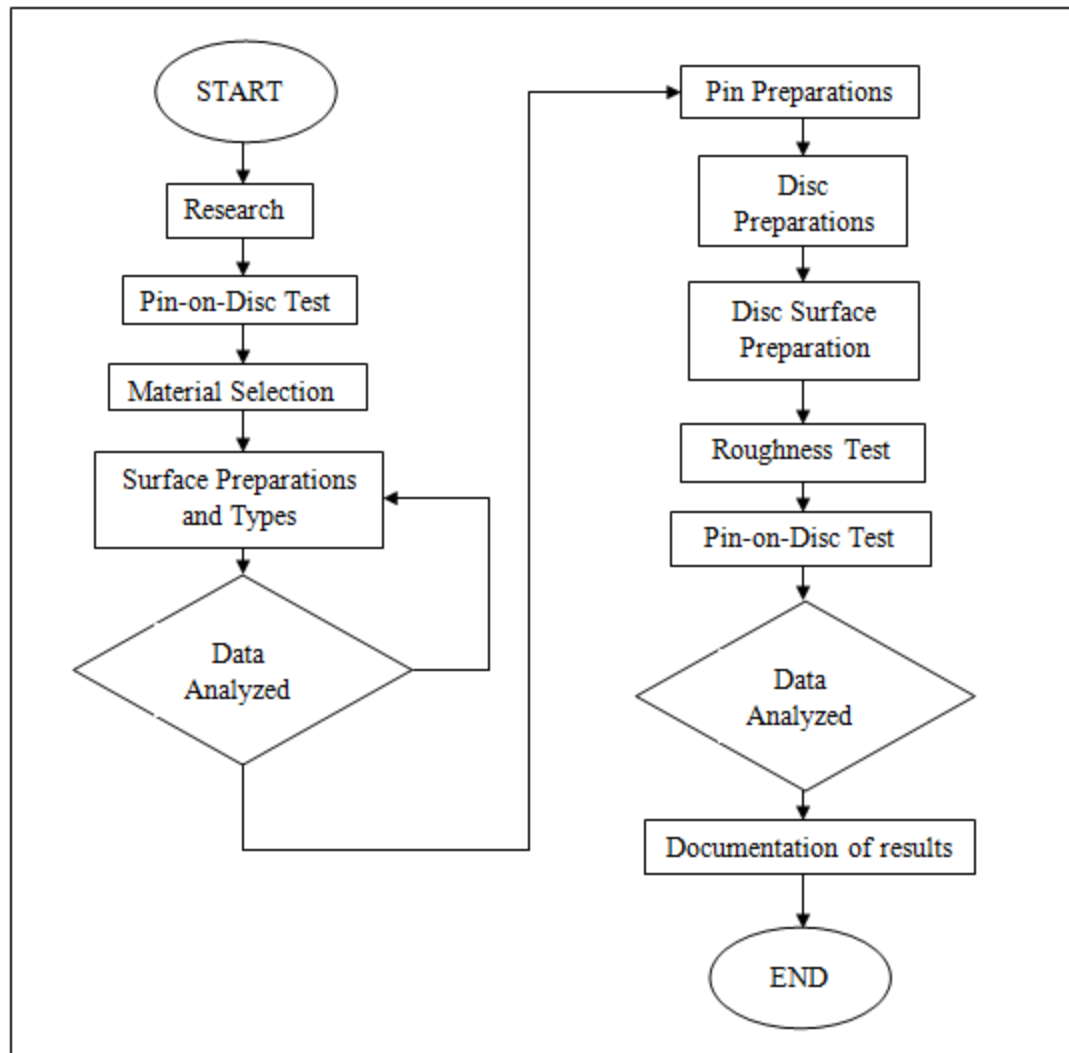 START
Research
Pin-on-Disc Test
Material Selection
Surface Preparations
and Types
Data
Analyzed
Pin Preparations
Disc
Preparations
Disc Surface
Preparation
Roughness Test
Pin-on-Disc Test
Data
Analyzed
Documentation of results
END